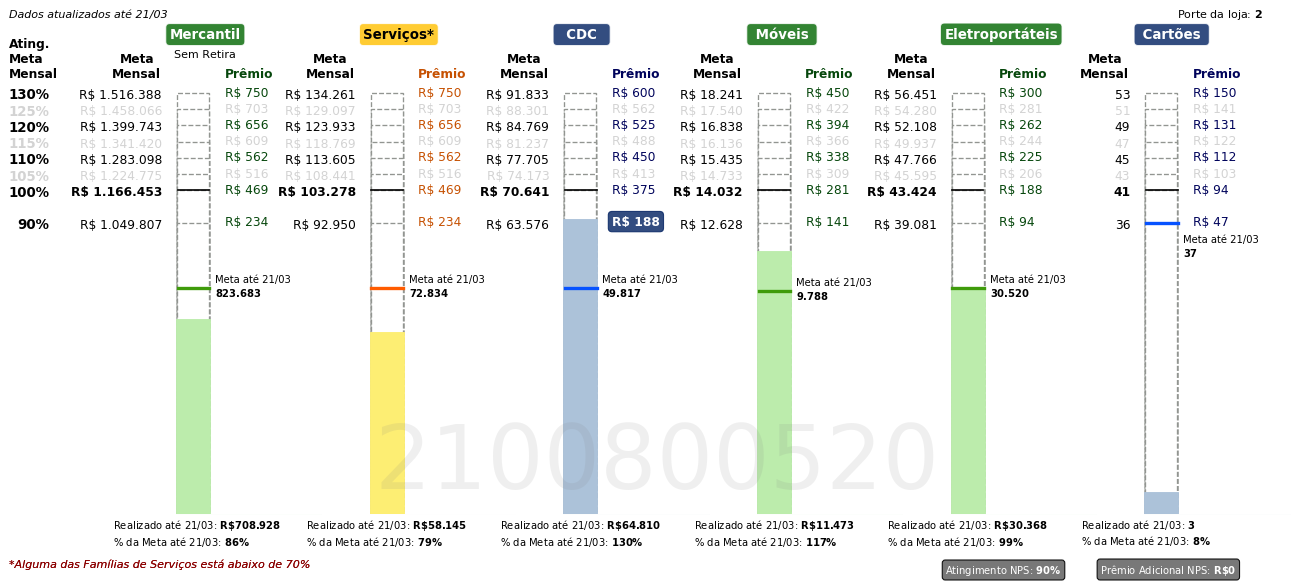 Dados atualizados até 21/03
Porte da loja: 2
Mercantil Serviços* CDC Móveis Eletroportáteis Cartões
Sem Retira
Ating. Meta Mensal
Meta Mensal Prêmio Meta Mensal Prêmio Meta Mensal Prêmio Meta Mensal Prêmio Meta Mensal Prêmio Meta Mensal Prêmio
130% R$ 1.516.388 R$ 750 R$ 134.261 R$ 750 R$ 91.833 R$ 600 R$ 18.241 R$ 450 R$ 56.451 R$ 300 53 R$ 150
125% R$ 1.458.066 R$ 703 R$ 129.097 R$ 703 R$ 88.301 R$ 562 R$ 17.540 R$ 422 R$ 54.280 R$ 281 51 R$ 141
120% R$ 1.399.743 R$ 656 R$ 123.933 R$ 656 R$ 84.769 R$ 525 R$ 16.838 R$ 394 R$ 52.108 R$ 262 49 R$ 131
115% R$ 1.341.420 R$ 609 R$ 118.769 R$ 609 R$ 81.237 R$ 488 R$ 16.136 R$ 366 R$ 49.937 R$ 244 47 R$ 122
110% R$ 1.283.098 R$ 562 R$ 113.605 R$ 562 R$ 77.705 R$ 450 R$ 15.435 R$ 338 R$ 47.766 R$ 225 45 R$ 112
105% R$ 1.224.775 R$ 516 R$ 108.441 R$ 516 R$ 74.173 R$ 413 R$ 14.733 R$ 309 R$ 45.595 R$ 206 43 R$ 103
100% R$ 1.166.453 R$ 469 R$ 103.278 R$ 469 R$ 70.641 R$ 375 R$ 14.032 R$ 281 R$ 43.424 R$ 188 41 R$ 94
90% R$ 1.049.807 R$ 234 R$ 92.950 R$ 234 R$ 63.576 R$ 188 R$ 12.628 R$ 141 R$ 39.081 R$ 94 36 R$ 47
Meta até 21/03
37
Meta até 21/03 Meta até 21/03 Meta até 21/03 Meta até 21/03 Meta até 21/03
823.683 72.834 49.817 9.788 30.520
2100800520
Realizado até 21/03: R$708.928 Realizado até 21/03: R$58.145 Realizado até 21/03: R$64.810 Realizado até 21/03: R$11.473 Realizado até 21/03: R$30.368 Realizado até 21/03: 3
% da Meta até 21/03: 86% % da Meta até 21/03: 79% % da Meta até 21/03: 130% % da Meta até 21/03: 117% % da Meta até 21/03: 99% % da Meta até 21/03: 8%
*Alguma das Famílias de Serviços está abaixo de 70%
Atingimento NPS: 90% Prêmio Adicional NPS: R$0